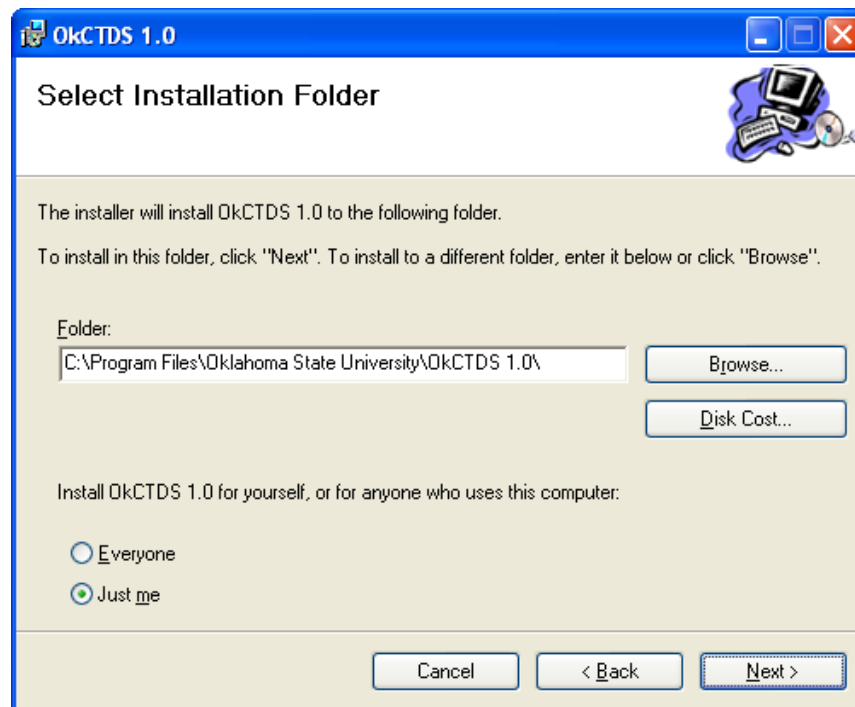 OkCTDS 1.0
Select Installation Folder
The installer will install OkCTDS 1.0 to the following folder.
To install in this folder, click "Next". To install to a different folder, enter it below or click "Browse".
Folder:
C:\Program Files\Oklahoma State University\OkCTDS 1.0\
Browse...
Disk Cost...
Install OkCTDS 1.0 for yourself, or for anyone who uses this computer:
Everyone
Just me
Cancel < Back Next >